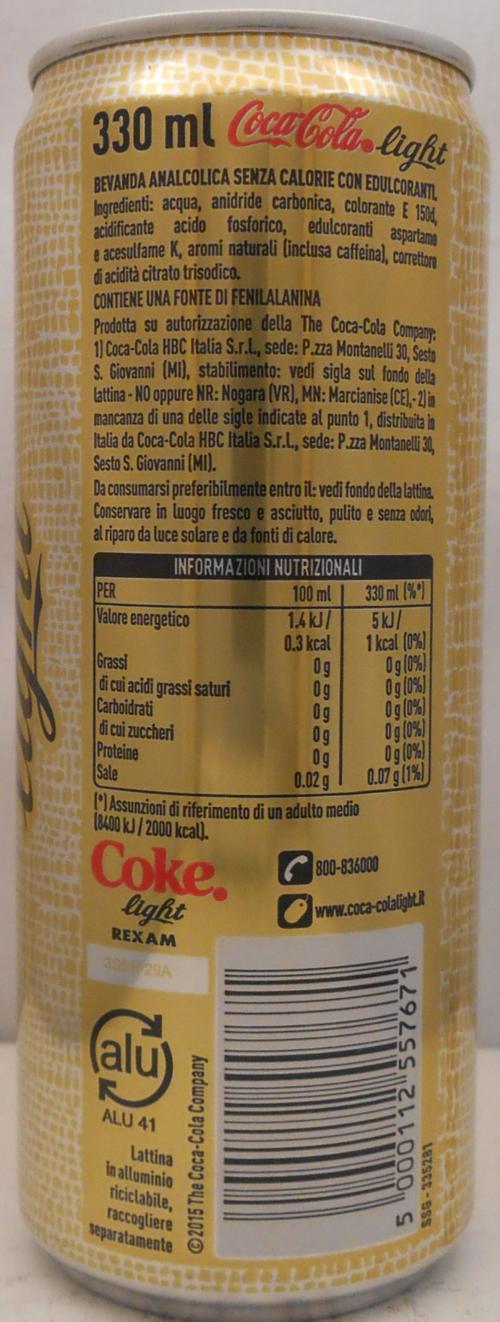 330 ml Coca-Cola light
BEVANDA ANALCOLICA SENZA CALORIE CON EDULCORANTI.
Ingredienti: acqua, anidride carbonica, colorante E 150d,
acidificante acido fosforico, edulcoranti aspartame
e acesulfame K, aromi naturali (inclusa caffeina), correttore
di acidità citrato trisodico.
CONTIENE UNA FONTE DI FENILALANINA
Prodotta su autorizzazione della The Coca-Cola Company:
1) Coca-Cola HBC Italia S.r.l., sede: P.zza Montanelli 30, Sesto
S. Giovanni (MI), stabilimento: vedi sigla sul fondo della
lattina - NO oppure NR: Nogara (VR), MN: Marcianise (CE),- 2) in
mancanza di una delle sigle indicate al punto 1, distribuita in
Italia da Coca-Cola HBC Italia S.r.l., sede: P.zza Montanelli 30,
Sesto S. Giovanni (MI).
Da consumarsi preferibilmente entro il: vedi fondo della lattina.
Conservare in luogo fresco e asciutto, pulito e senza odori,
al riparo da luce solare e da fonti di calore.
INFORMAZIONI NUTRIZIONALI
PER 100 ml 330 ml (%*)
Valore energetico 1.4 kJ / 5 kJ /
0.3 kcal 1 kcal (0%)
Grassi 0 g 0 g (0%)
di cui acidi grassi saturi 0 g 0 g (0%)
Carboidrati 0 g 0 g (0%)
di cui zuccheri 0 g 0 g (0%)
Proteine 0 g 0 g (0%)
Sale 0.02 g 0.07 g (1%)
(*) Assunzioni di riferimento di un adulto medio
(8400 kJ / 2000 kcal).
Coke.
light
REXAM
800-836000
www.coca-colalight.it
alu
ALU 41
Lattina
in alluminio
riciclabile,
raccogliere
separatamente
©2015 The Coca-Cola Company
5 000112 557671
SSG - 335281
light